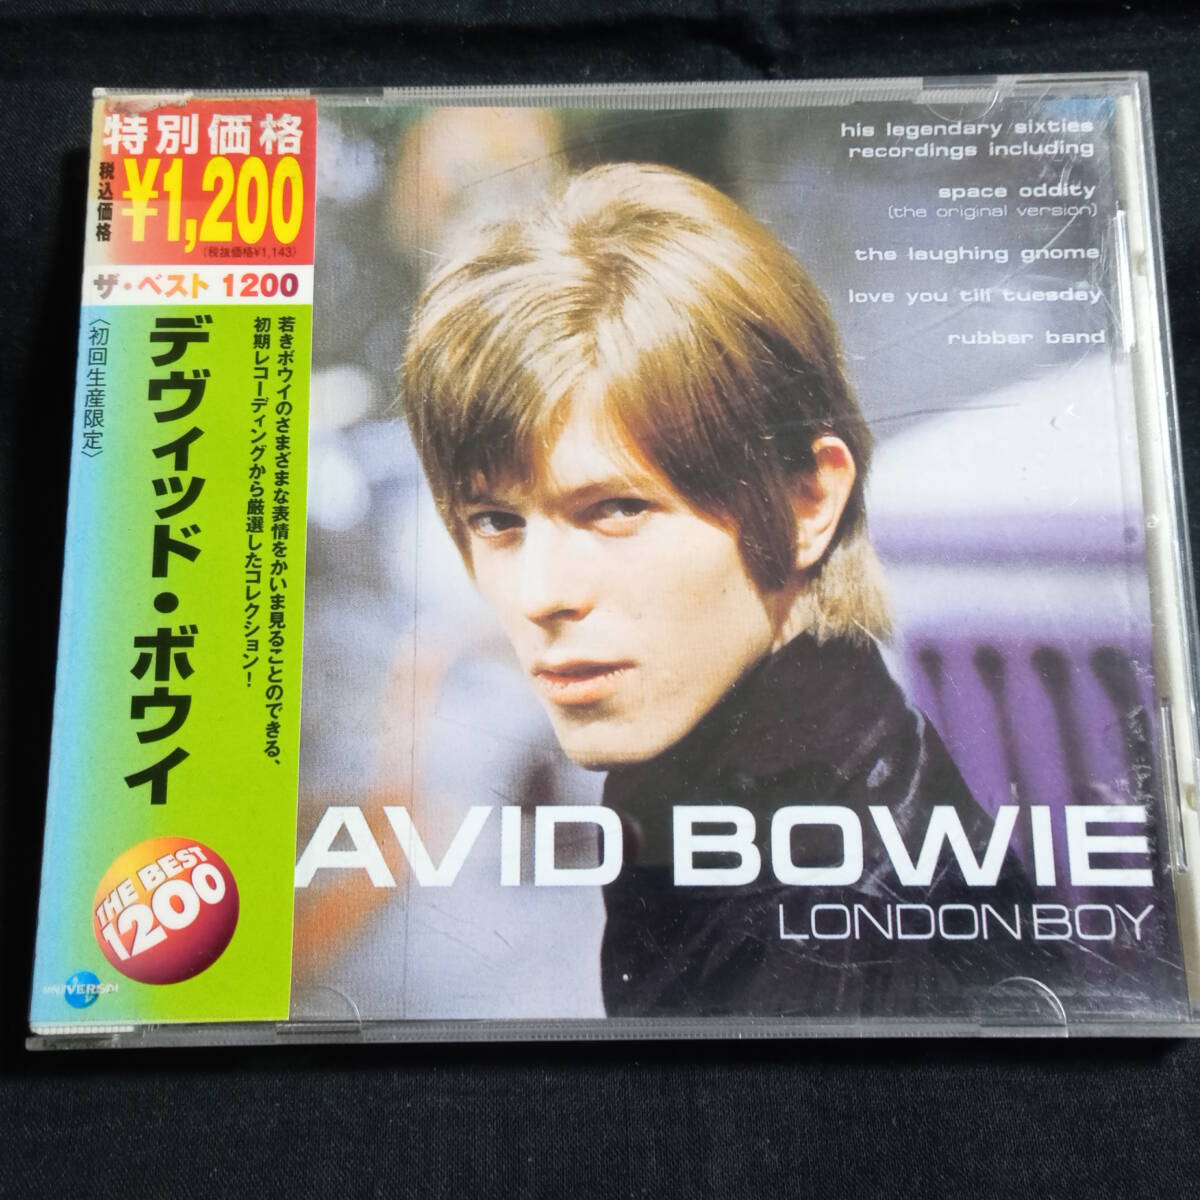 特別価格
税込価格
¥1,200
(税抜価格¥1,143)
ザ・ベスト 1200
〈初回生産限定〉
デヴィッド・ボウイ
若きボウイのさまざまな表情をかいま見ることのできる、
初期レコーディングから厳選したコレクション!
THE BEST
1200
UNIVERSAL
his legendary sixties
recordings including
space oddity
(the original version)
the laughing gnome
love you till tuesday
rubber band
AVID BOWIE
LONDON BOY